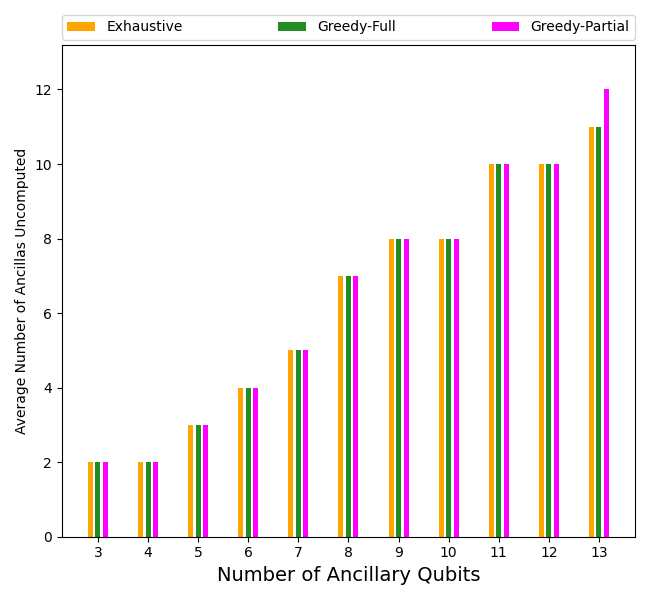 Exhaustive Greedy-Full Greedy-Partial
Average Number of Ancillas Uncomputed
12
10
8
6
4
2
0
3 4 5 6 7 8 9 10 11 12 13
Number of Ancillary Qubits